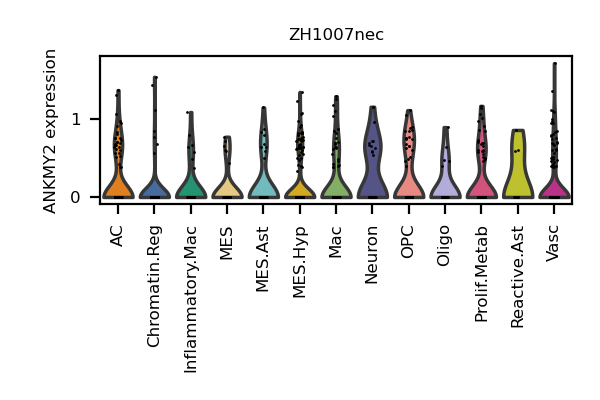 ZH1007nec
ANKMY2 expression
1
0
AC
Chromatin.Reg
Inflammatory.Mac
MES
MES.Ast
MES.Hyp
Mac
Neuron
OPC
Oligo
Prolif.Metab
Reactive.Ast
Vasc